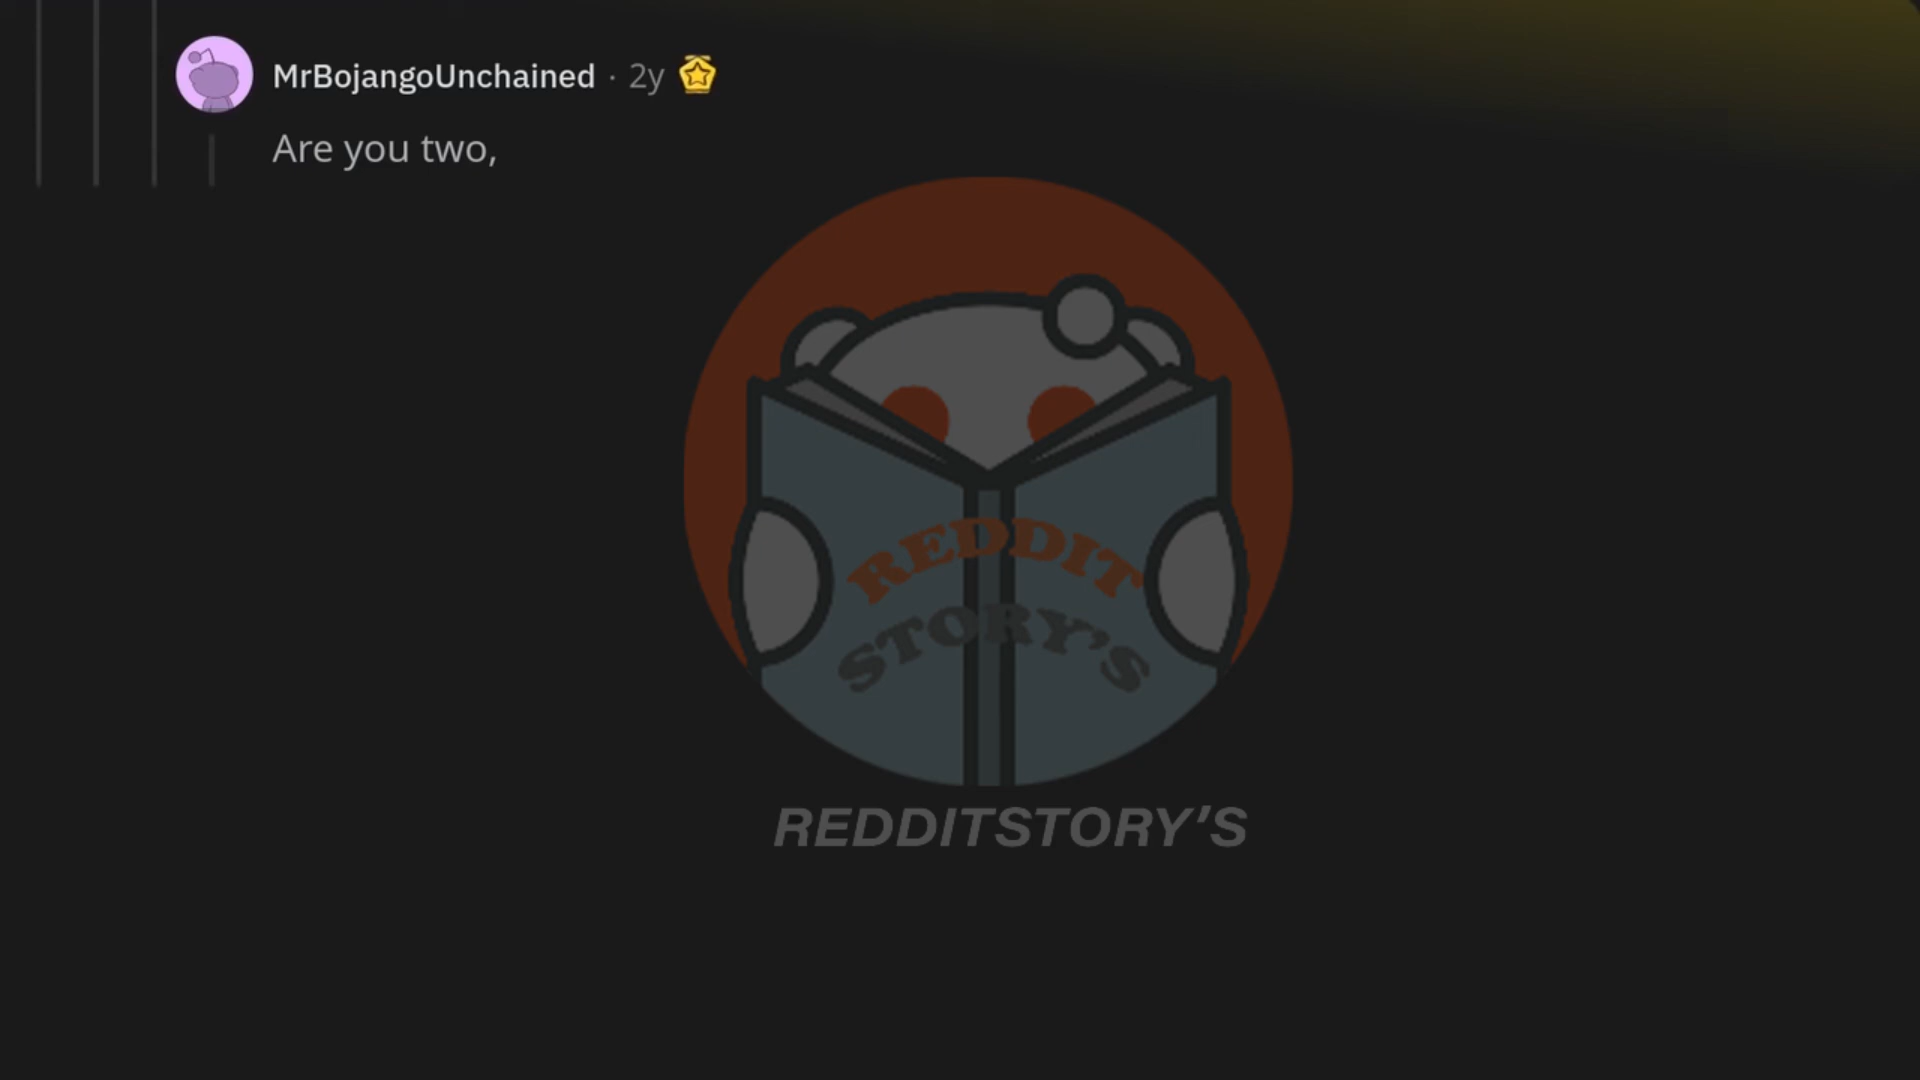 MrBojangoUnchained · 2y
Are you two,
REDDIT
STORY'S
REDDITSTORY'S